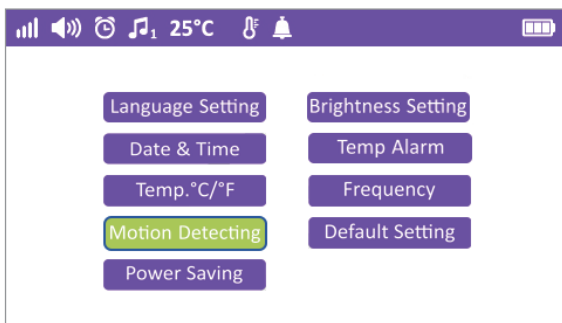 1 25°C
Language Setting
Brightness Setting
Date & Time
Temp Alarm
Temp.°C/°F
Frequency
Motion Detecting
Default Setting
Power Saving